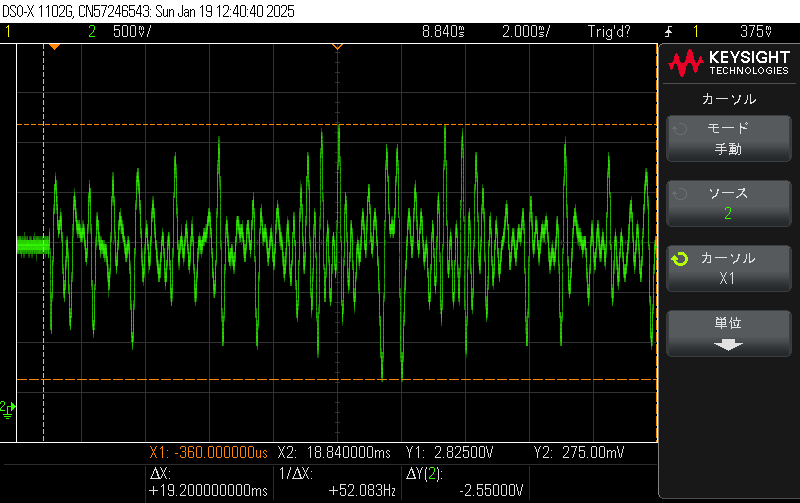 DSO-X 1102G, CN57246543: Sun Jan 19 12:40:40 2025
1 2 500mV/ 8.840ms 2.000ms/ Trig'd? 1 375mV
KEYSIGHT
TECHNOLOGIES
カーソル
モード
手動
ソース
2
カーソル
X1
単位
2
X1: -360.000000us X2: 18.840000ms Y1: 2.82500V Y2: 275.00mV
ΔX: 1/ΔX: ΔY(2):
+19.200000000ms +52.083Hz -2.55000V